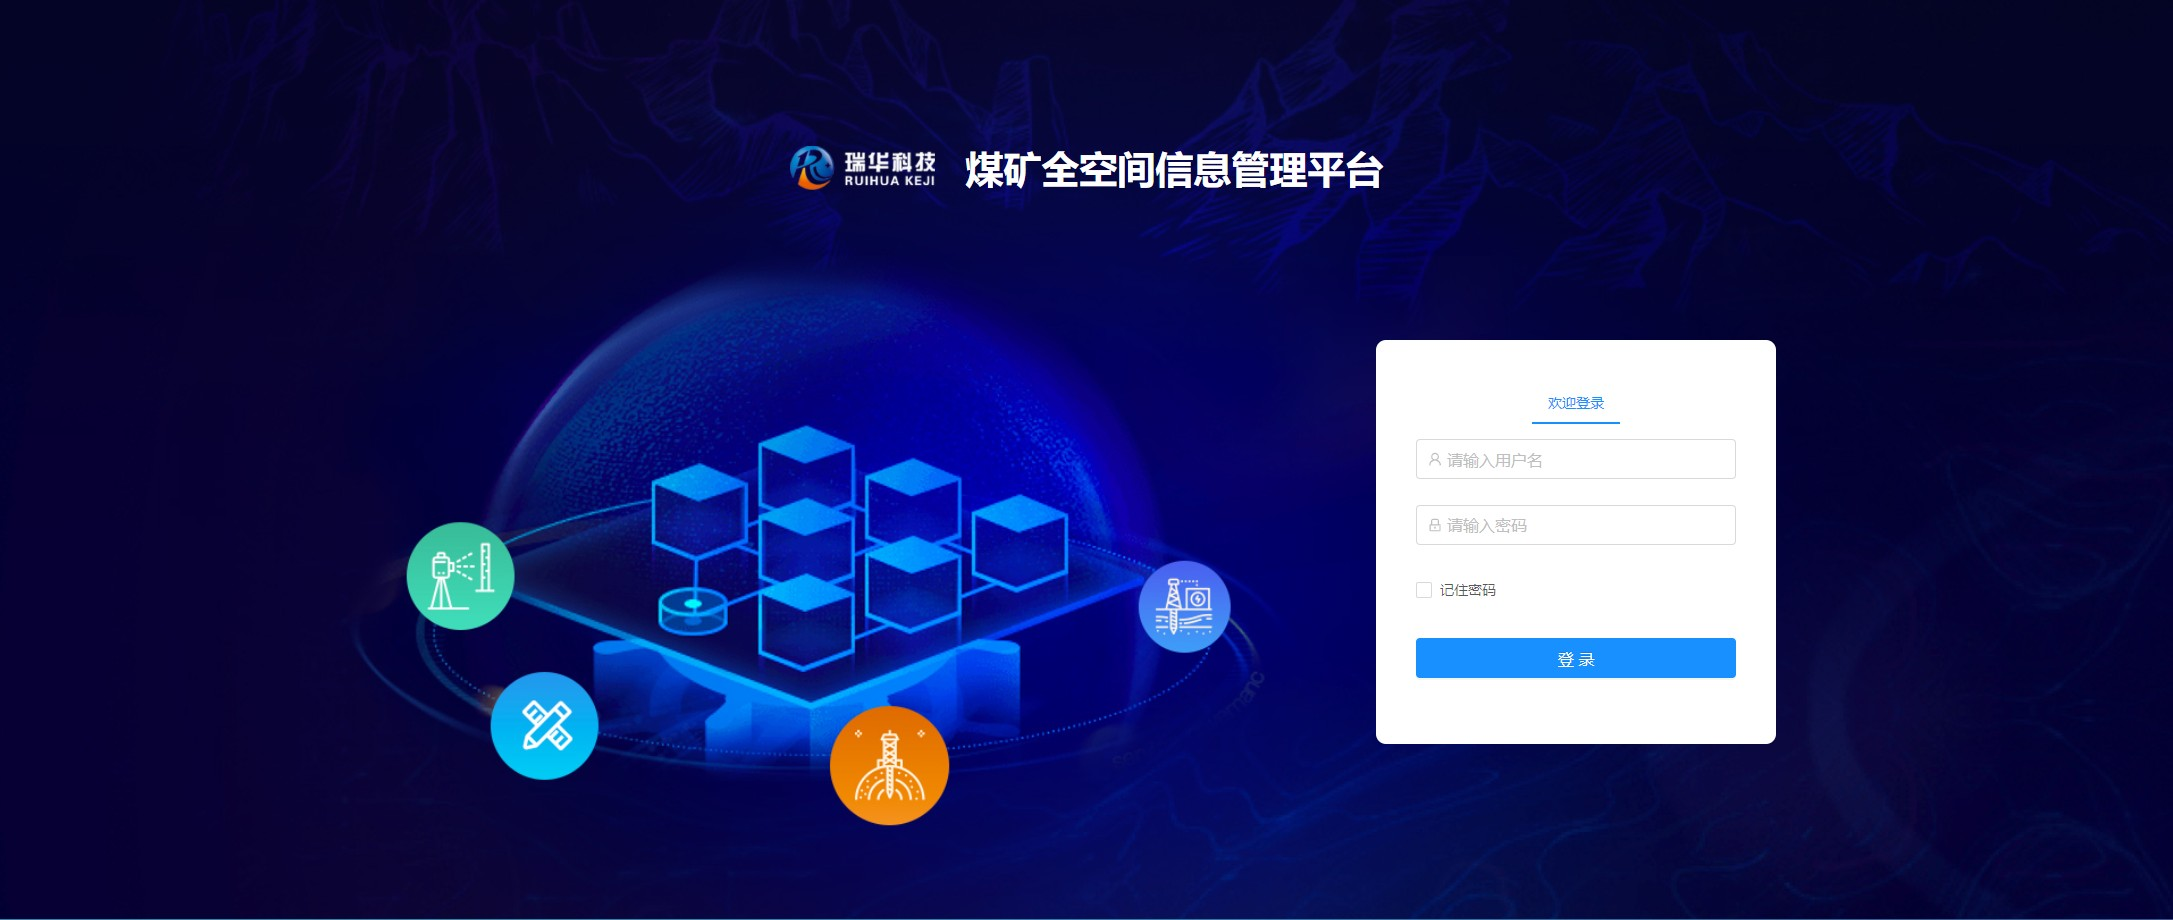 瑞华科技
RUIHUA KEJI
煤矿全空间信息管理平台
欢迎登录
请输入用户名
请输入密码
记住密码
登 录